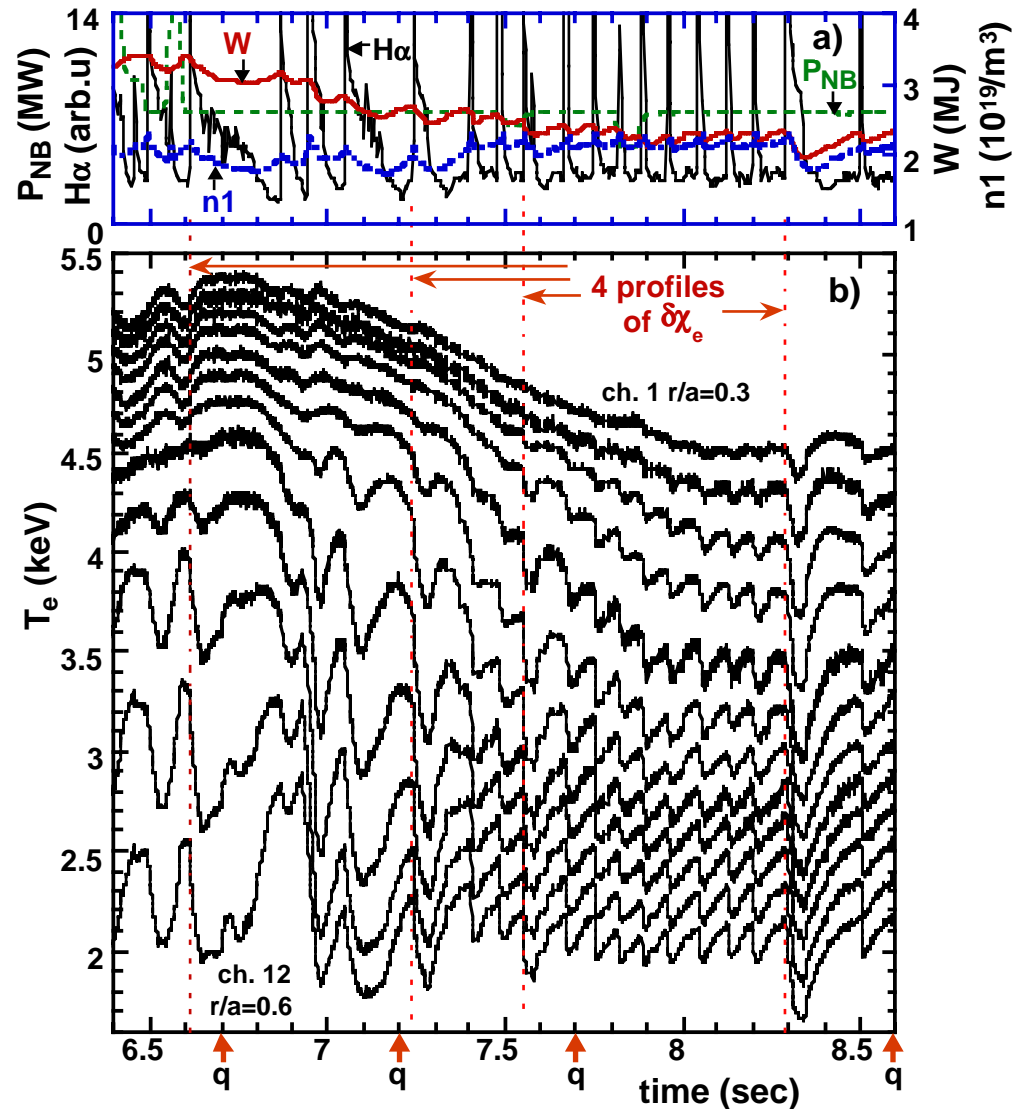 14
P_NB (MW)
Hα (arb.u)
0
W
Hα
a)
P_NB
n1
4
3
2
1
W (MJ)
n1 (10^19/m^3)
5.5
5
4.5
4
3.5
3
2.5
2
T_e (keV)
b)
4 profiles
of δχ_e
ch. 1 r/a=0.3
ch. 12
r/a=0.6
6.5 7 7.5 8 8.5
q q q q
time (sec)